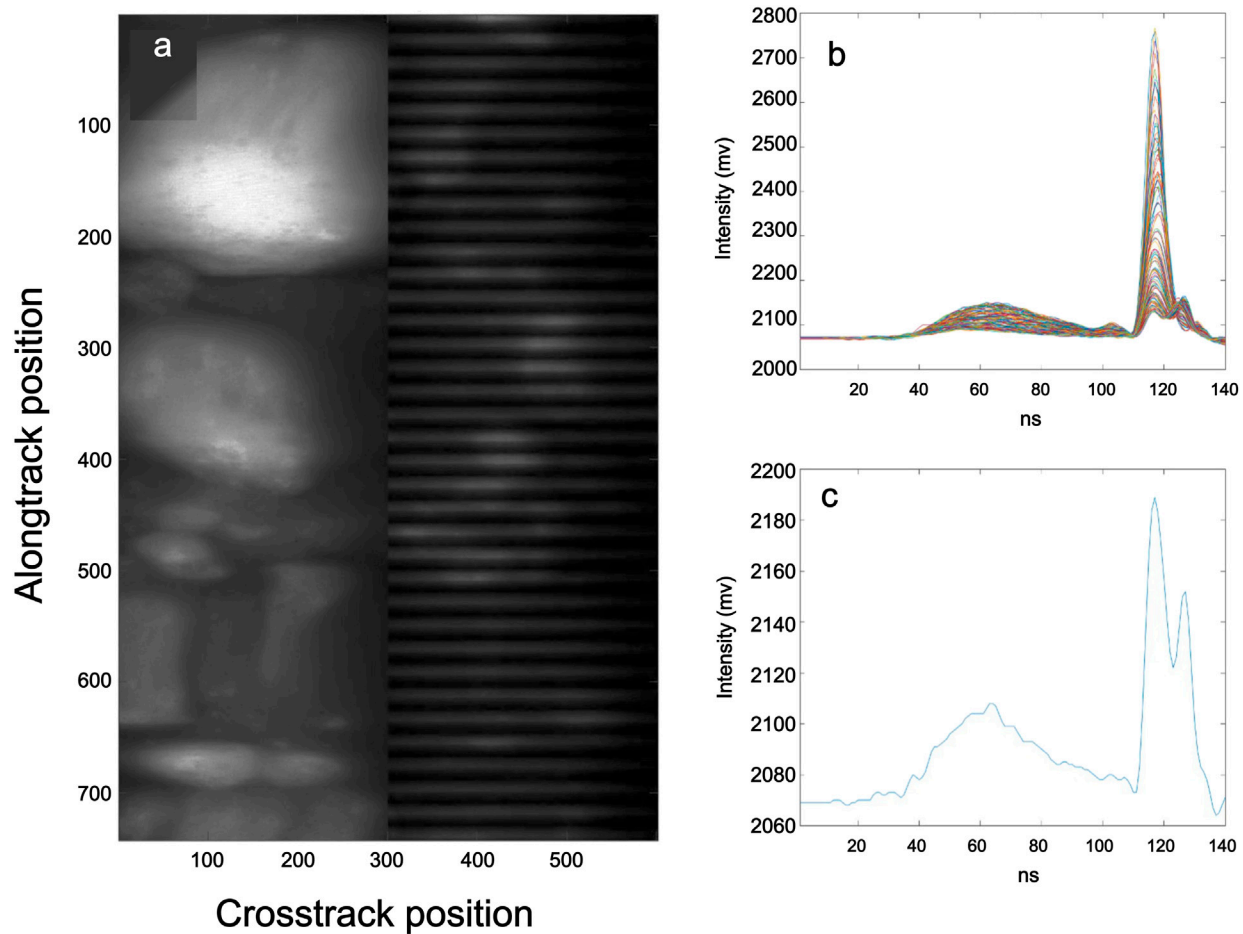 a
100
200
300
400
500
600
700
Alongtrack position
100 200 300 400 500
Crosstrack position
b
2800
2700
2600
2500
2400
2300
2200
2100
2000
Intensity (mv)
20 40 60 80 100 120 140
ns
c
2200
2180
2160
2140
2120
2100
2080
2060
Intensity (mv)
20 40 60 80 100 120 140
ns